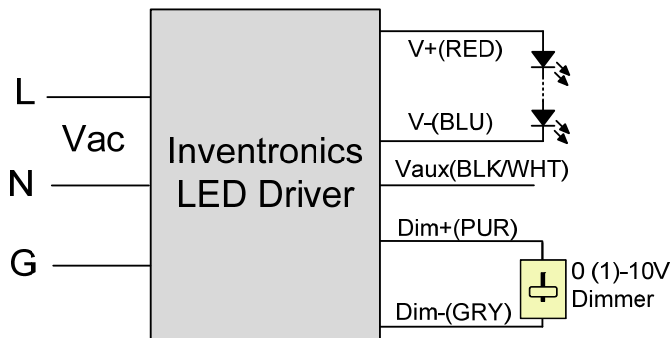 L
Vac
N
G
Inventronics
LED Driver
V+(RED)
V-(BLU)
Vaux(BLK/WHT)
Dim+(PUR)
0 (1)-10V
Dimmer
Dim-(GRY)